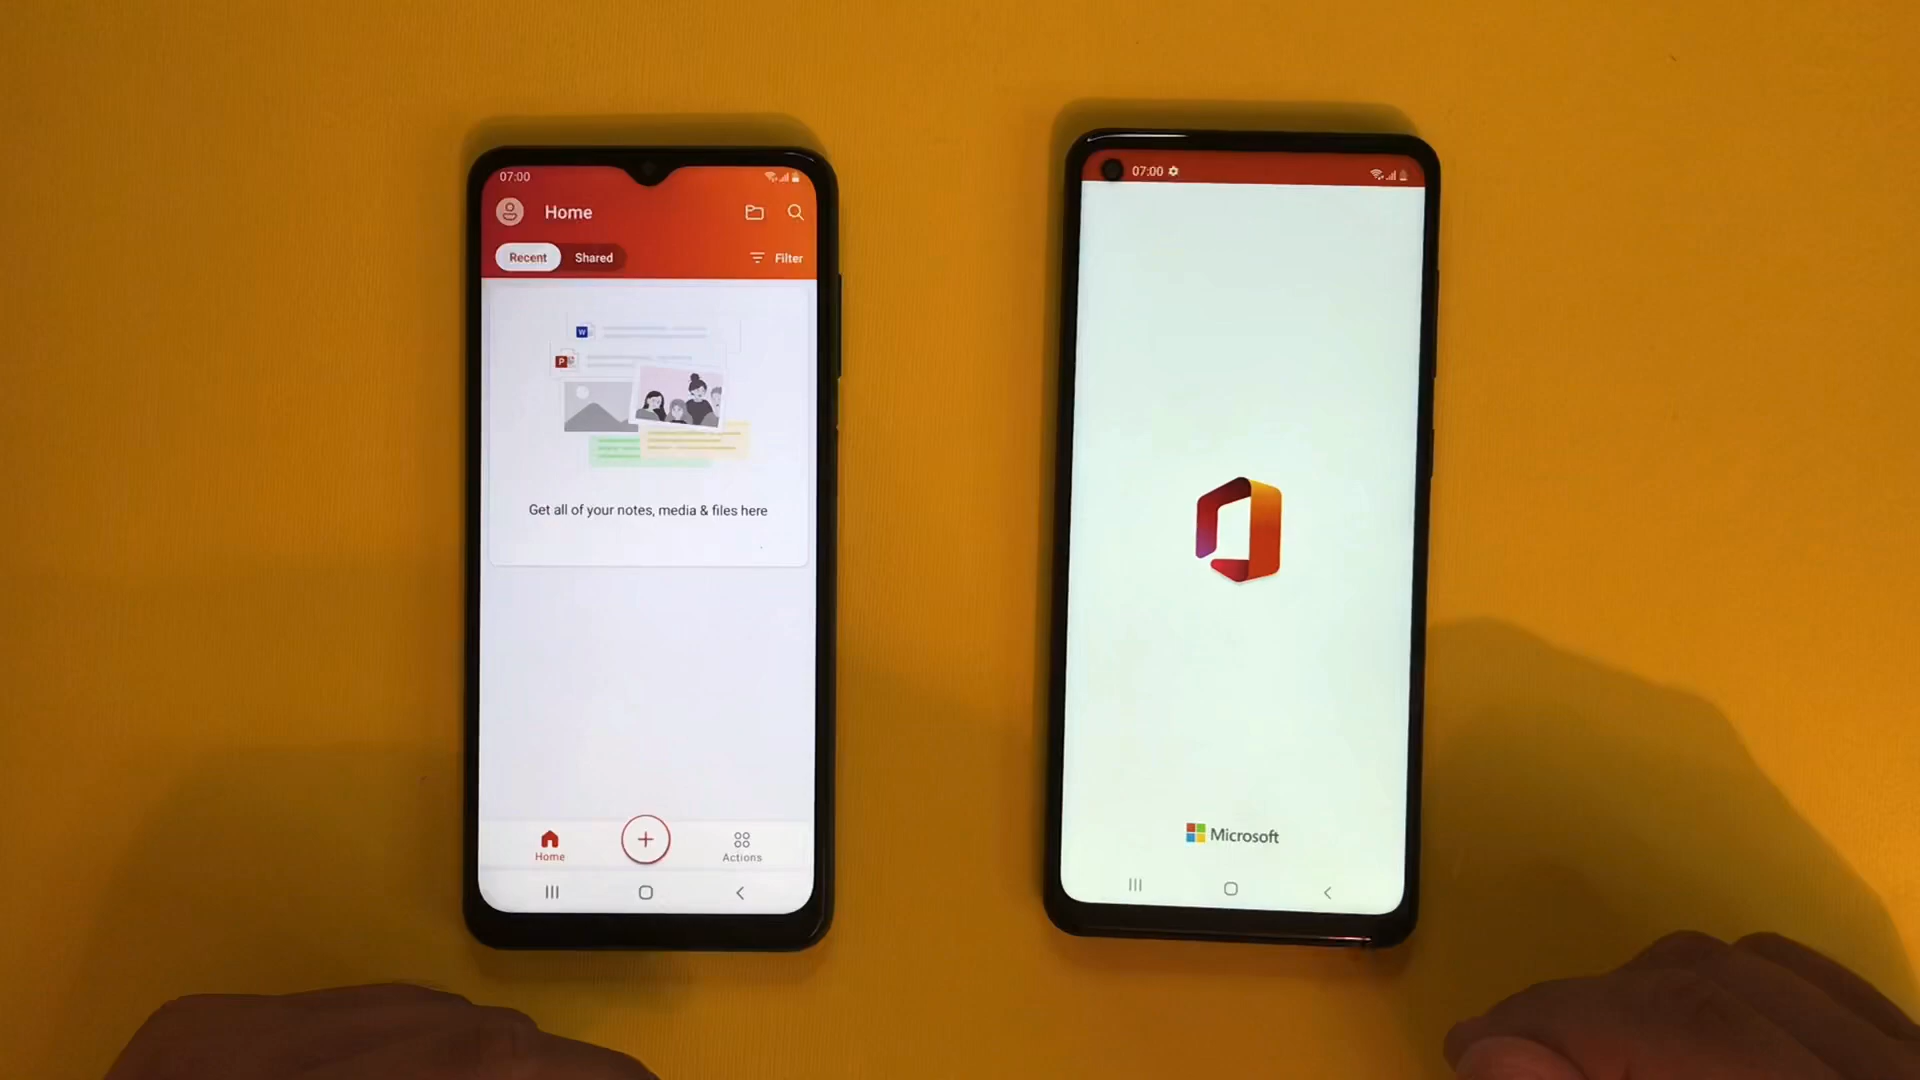 07:00
Home
Recent
Shared
Filter
W
P
Get all of your notes, media & files here
Home
Actions
07:00
Microsoft